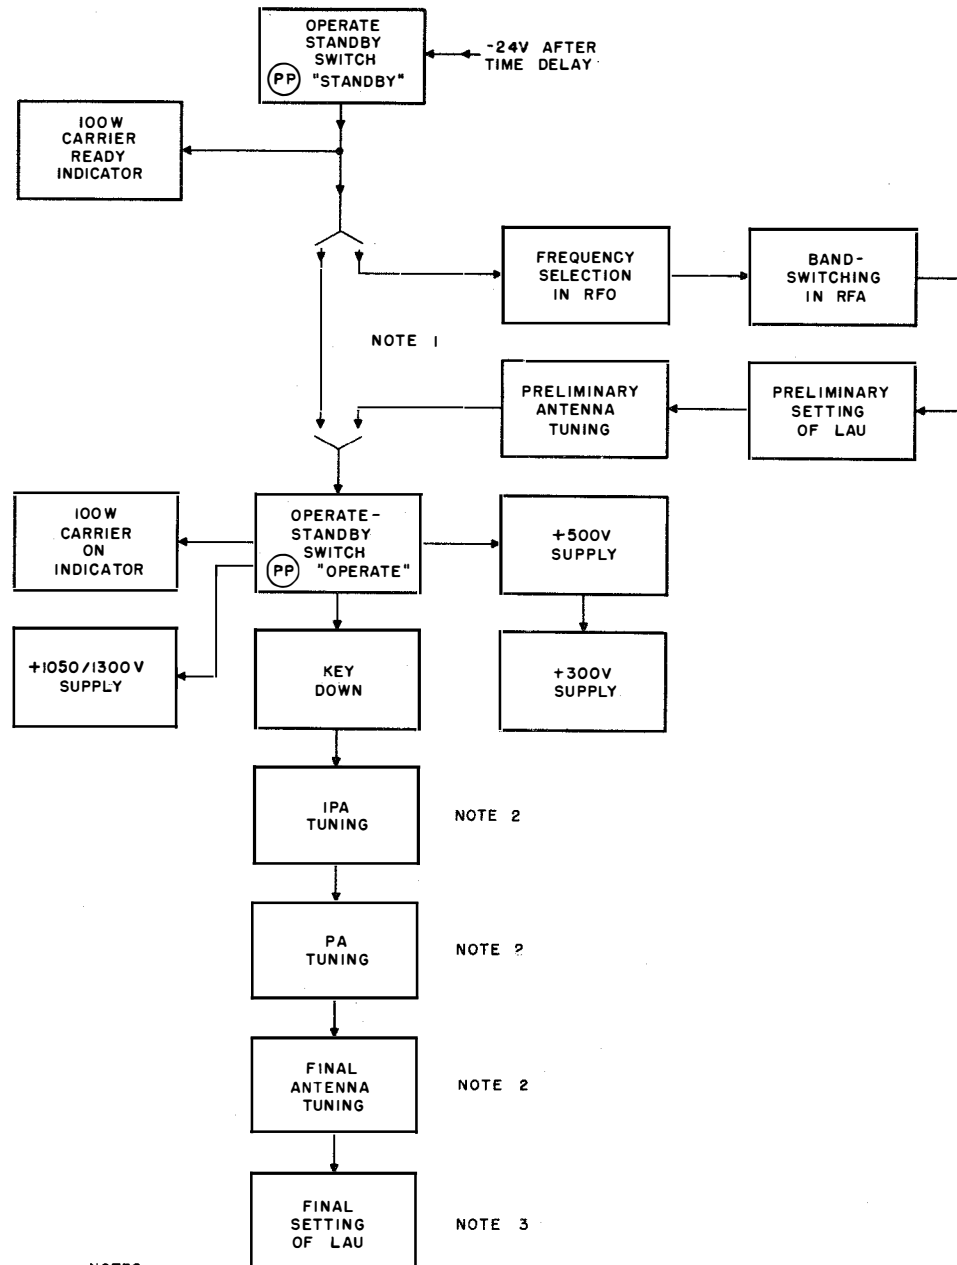 OPERATE
STANDBY
SWITCH
PP "STANDBY"
-24V AFTER
TIME DELAY
100W
CARRIER
READY
INDICATOR
FREQUENCY
SELECTION
IN RFO
BAND-
SWITCHING
IN RFA
NOTE 1
PRELIMINARY
ANTENNA
TUNING
PRELIMINARY
SETTING
OF LAU
100W
CARRIER
ON
INDICATOR
OPERATE-
STANDBY
SWITCH
PP "OPERATE"
+500V
SUPPLY
+1050/1300V
SUPPLY
KEY
DOWN
+300V
SUPPLY
IPA
TUNING
NOTE 2
PA
TUNING
NOTE 2
FINAL
ANTENNA
TUNING
NOTE 2
FINAL
SETTING
OF LAU
NOTE 3
NOTES